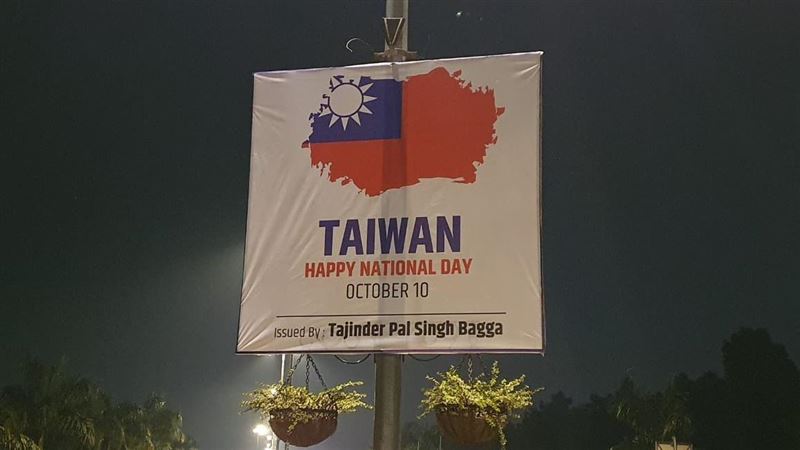 TAIWAN
HAPPY NATIONAL DAY
OCTOBER 10
Issued By : Tajinder Pal Singh Bagga